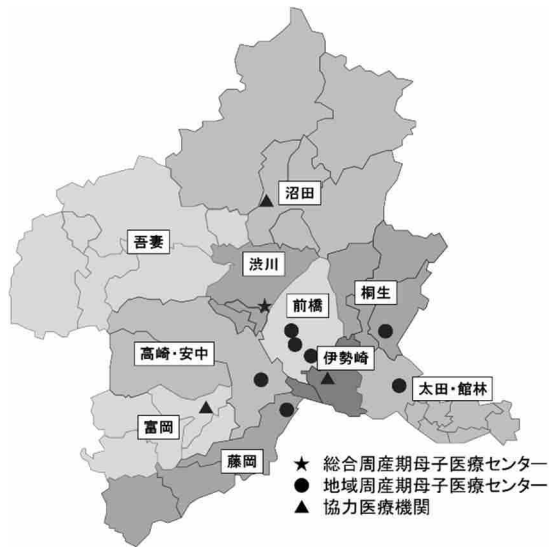 沼田
吾妻
渋川
桐生
前橋
高崎・安中
伊勢崎
太田・館林
富岡
藤岡
★ 総合周産期母子医療センター
● 地域周産期母子医療センター
▲ 協力医療機関